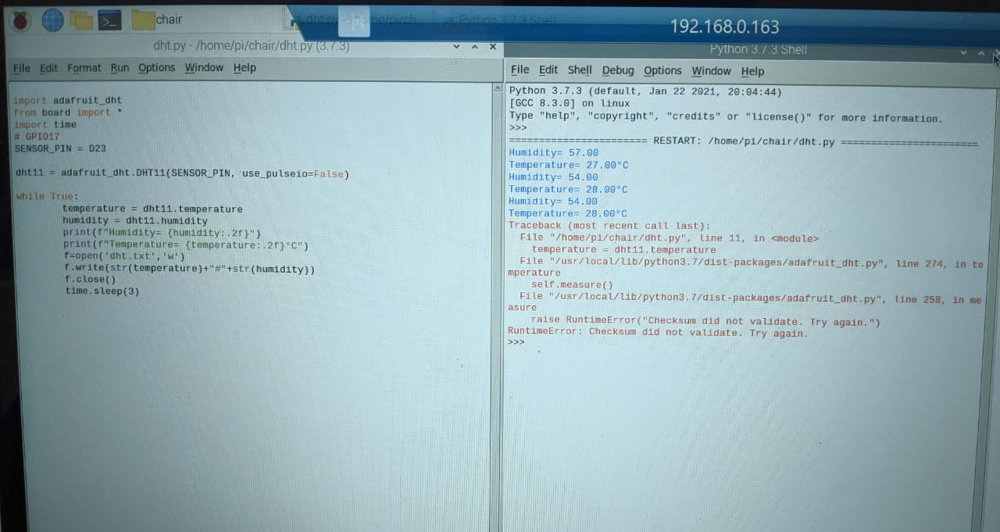 chair
dht.py - /home/pi/ch
Python 3.7.3 Shell
192.168.0.163
dht.py - /home/pi/chair/dht.py (3.7.3)
File Edit Format Run Options Window Help
import adafruit_dht
from board import *
import time
# GPIO17
SENSOR_PIN = D23
dht11 = adafruit_dht.DHT11(SENSOR_PIN, use_pulseio=False)
while True:
temperature = dht11.temperature
humidity = dht11.humidity
print(f"Humidity= {humidity:.2f}")
print(f"Temperature= {temperature:.2f}°C")
f=open('dht.txt','w')
f.write(str(temperature)+"#"+str(humidity))
f.close()
time.sleep(3)
Python 3.7.3 Shell
File Edit Shell Debug Options Window Help
Python 3.7.3 (default, Jan 22 2021, 20:04:44)
[GCC 8.3.0] on linux
Type "help", "copyright", "credits" or "license()" for more information.
>>>
======================= RESTART: /home/pi/chair/dht.py =======================
Humidity= 57.00
Temperature= 27.00°C
Humidity= 54.00
Temperature= 28.00°C
Humidity= 54.00
Temperature= 28.00°C
Traceback (most recent call last):
File "/home/pi/chair/dht.py", line 11, in <module>
temperature = dht11.temperature
File "/usr/local/lib/python3.7/dist-packages/adafruit_dht.py", line 274, in te
mperature
self.measure()
File "/usr/local/lib/python3.7/dist-packages/adafruit_dht.py", line 258, in me
asure
raise RuntimeError("Checksum did not validate. Try again.")
RuntimeError: Checksum did not validate. Try again.
>>>